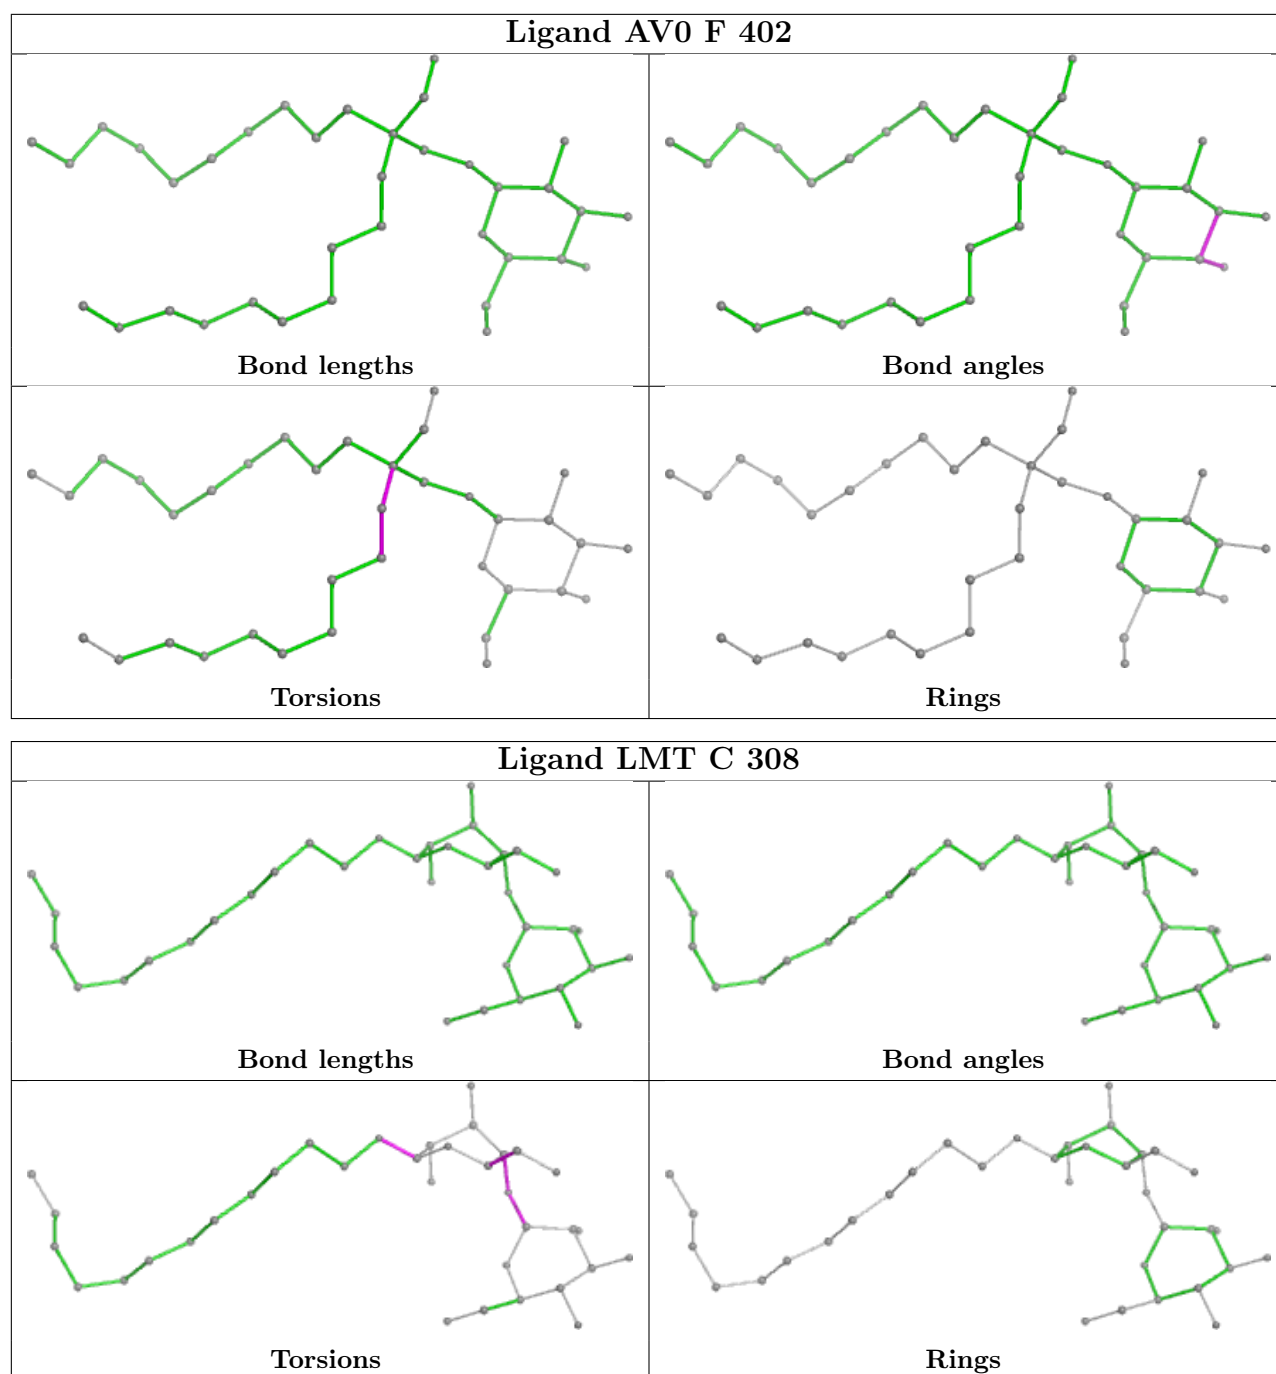 Ligand AV0 F 402
Bond lengths
Bond angles
Torsions
Rings
Ligand LMT C 308
Bond lengths
Bond angles
Torsions
Rings